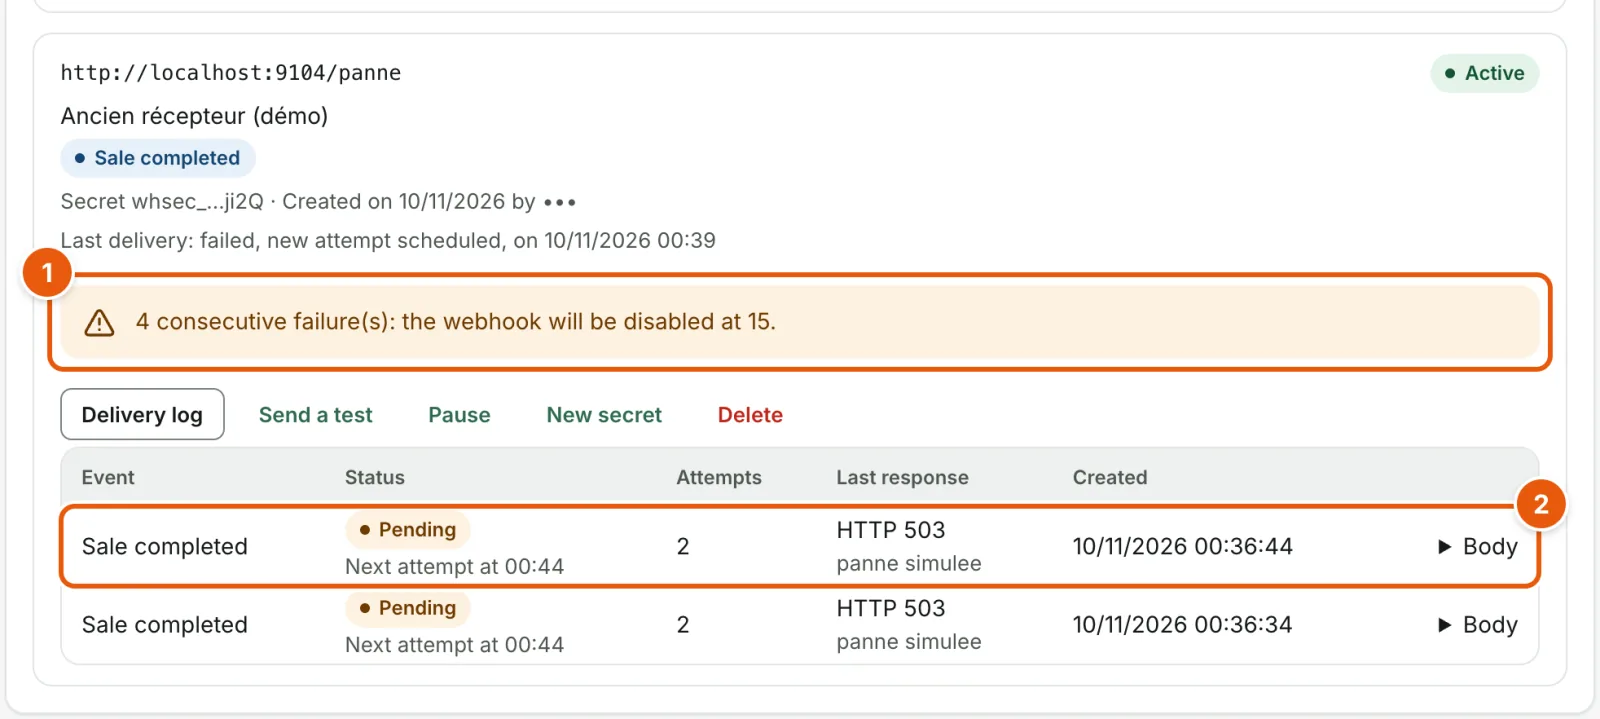 http://localhost:9104/panne
Active
Ancien récepteur (démo)
Sale completed
Secret whsec_...ji2Q · Created on 10/11/2026 by •••
Last delivery: failed, new attempt scheduled, on 10/11/2026 00:39
1
4 consecutive failure(s): the webhook will be disabled at 15.
Delivery log Send a test Pause New secret Delete
Event Status Attempts Last response Created
2
Sale completed Pending 2 HTTP 503 10/11/2026 00:36:44 Body
Next attempt at 00:44 panne simulee
Sale completed Pending 2 HTTP 503 10/11/2026 00:36:34 Body
Next attempt at 00:44 panne simulee